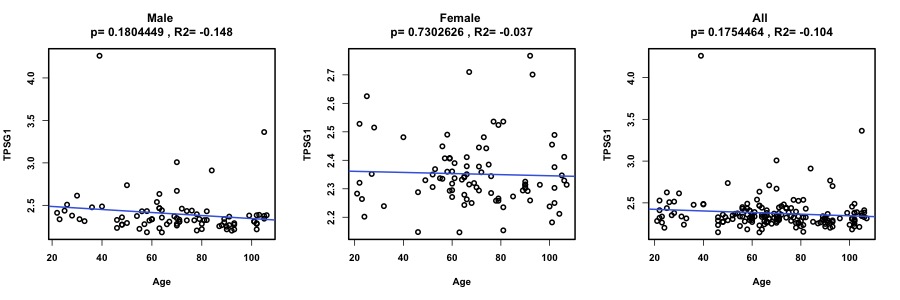 Male
p= 0.1804449 , R2= -0.148
TPSG1
4.0
3.5
3.0
2.5
20 40 60 80 100
Age
Female
p= 0.7302626 , R2= -0.037
TPSG1
2.7
2.6
2.5
2.4
2.3
2.2
20 40 60 80 100
Age
All
p= 0.1754464 , R2= -0.104
TPSG1
4.0
3.5
3.0
2.5
20 40 60 80 100
Age